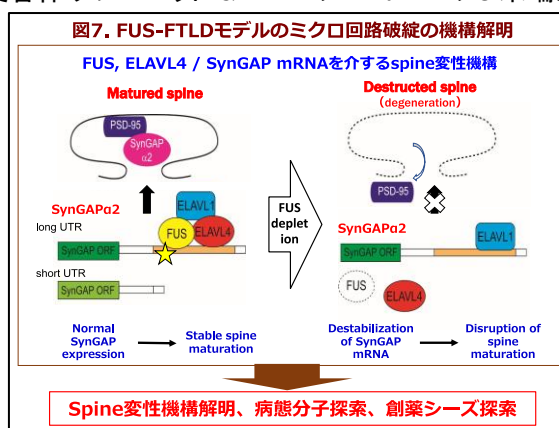 図7. FUS-FTLDモデルのミクロ回路破綻の機構解明
FUS, ELAVL4 / SynGAP mRNAを介するspine変性機構
Matured spine
PSD-95
SynGAP
α2
SynGAPα2
long UTR
ELAVL1
FUS
ELAVL4
SynGAP ORF
short UTR
SynGAP ORF
Normal
SynGAP
expression
Stable spine
maturation
FUS
deplet
ion
Destructed spine
(degeneration)
PSD-95
SynGAPα2
ELAVL1
SynGAP ORF
FUS
ELAVL4
Destabilization
of SynGAP
mRNA
Disruption of
spine
maturation
Spine変性機構解明、病態分子探索、創薬シーズ探索